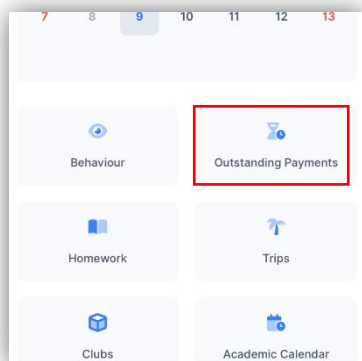 7 8 9 10 11 12 13
Behaviour Outstanding Payments
Homework Trips
Clubs Academic Calendar